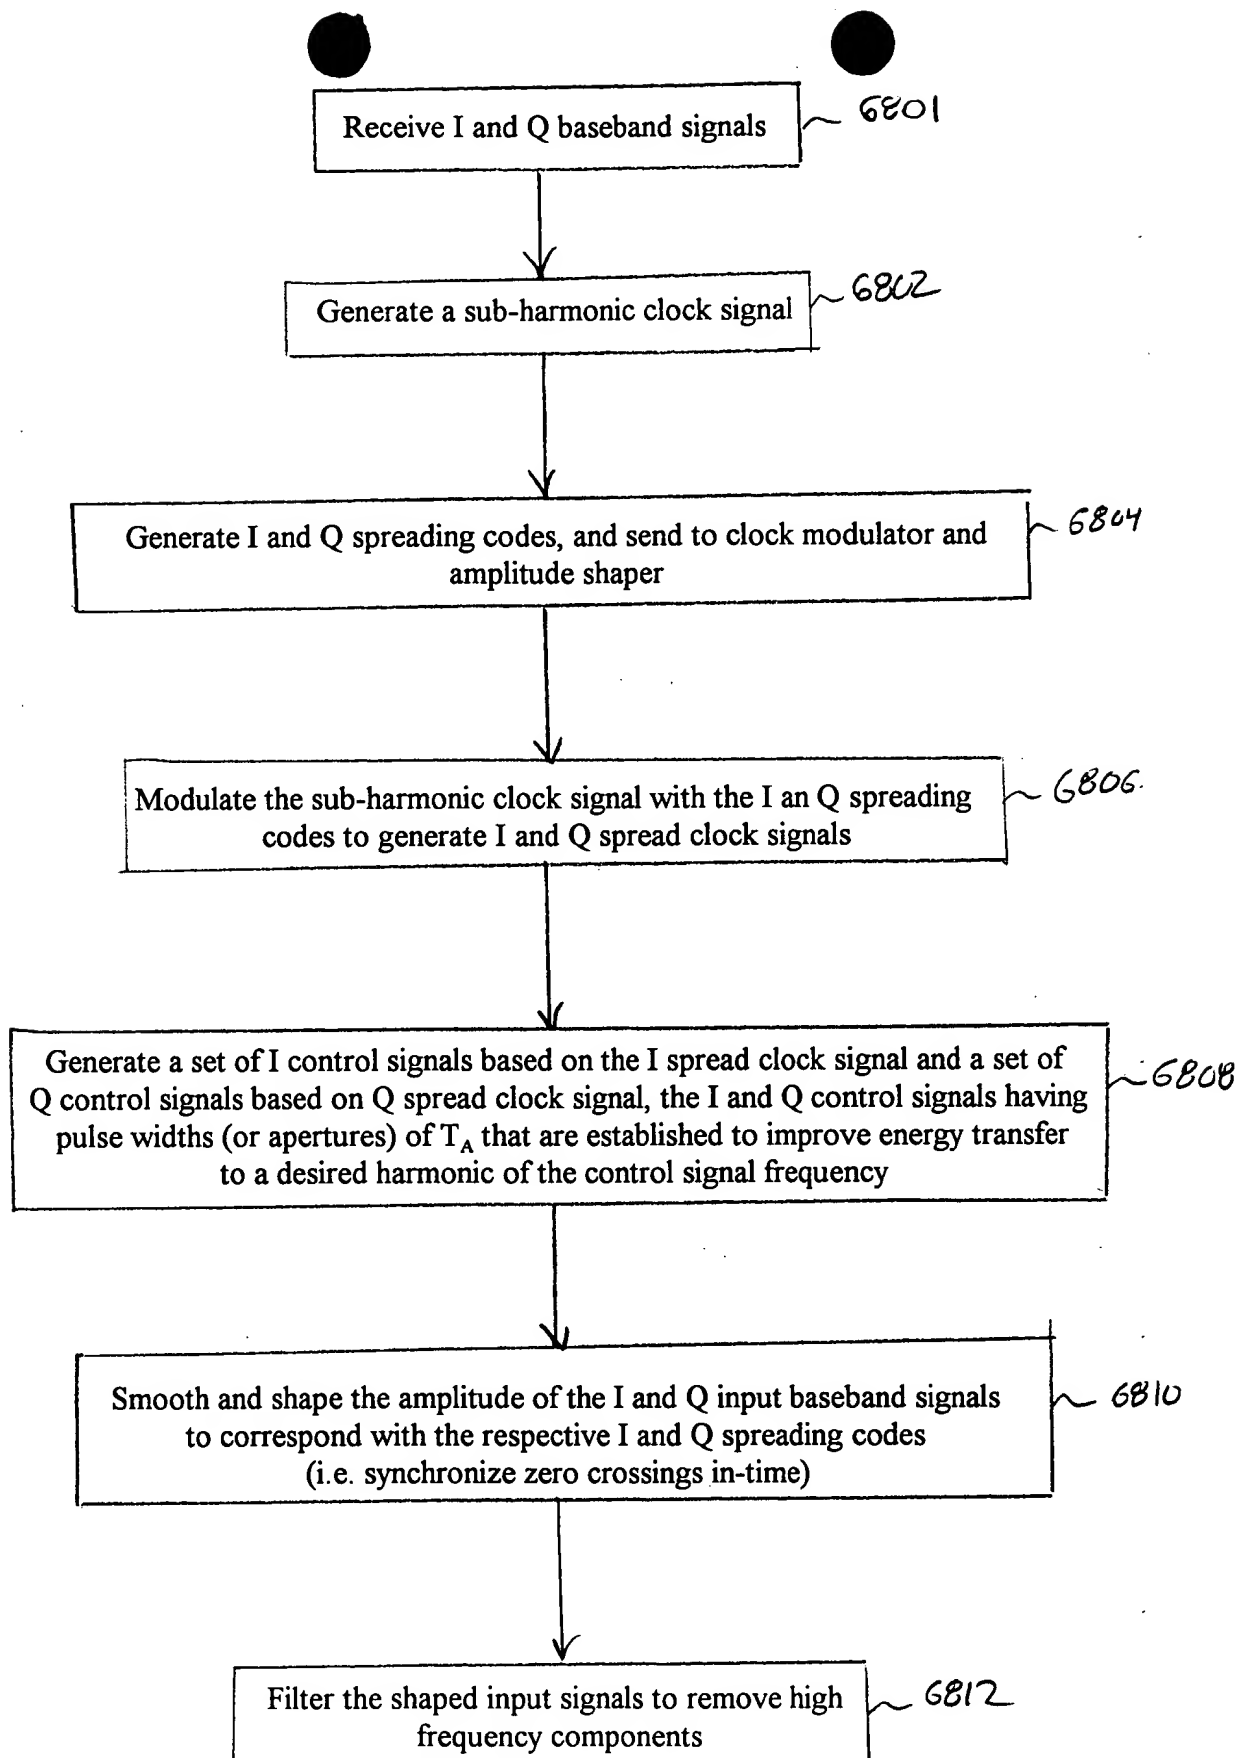 Receive I and Q baseband signals
6801
Generate a sub-harmonic clock signal
6802
Generate I and Q spreading codes, and send to clock modulator and
amplitude shaper
6804
Modulate the sub-harmonic clock signal with the I an Q spreading
codes to generate I and Q spread clock signals
6806.
Generate a set of I control signals based on the I spread clock signal and a set of
Q control signals based on Q spread clock signal, the I and Q control signals having
pulse widths (or apertures) of T_A that are established to improve energy transfer
to a desired harmonic of the control signal frequency
6808
Smooth and shape the amplitude of the I and Q input baseband signals
to correspond with the respective I and Q spreading codes
(i.e. synchronize zero crossings in-time)
6810
Filter the shaped input signals to remove high
frequency components
6812